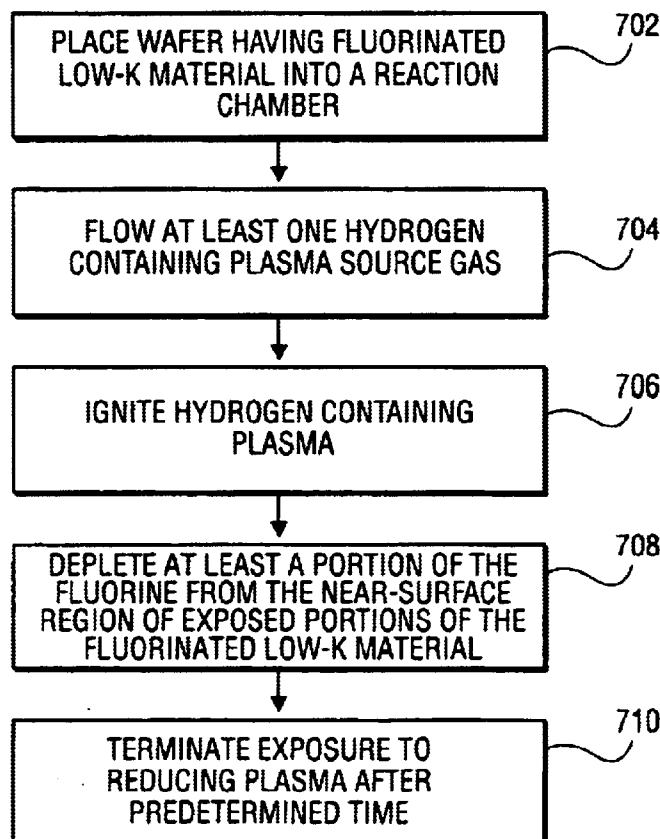 PLACE WAFER HAVING FLUORINATED
LOW-K MATERIAL INTO A REACTION
CHAMBER
702
FLOW AT LEAST ONE HYDROGEN
CONTAINING PLASMA SOURCE GAS
704
IGNITE HYDROGEN CONTAINING
PLASMA
706
DEPLETE AT LEAST A PORTION OF THE
FLUORINE FROM THE NEAR-SURFACE
REGION OF EXPOSED PORTIONS OF THE
FLUORINATED LOW-K MATERIAL
708
TERMINATE EXPOSURE TO
REDUCING PLASMA AFTER
PREDETERMINED TIME
710